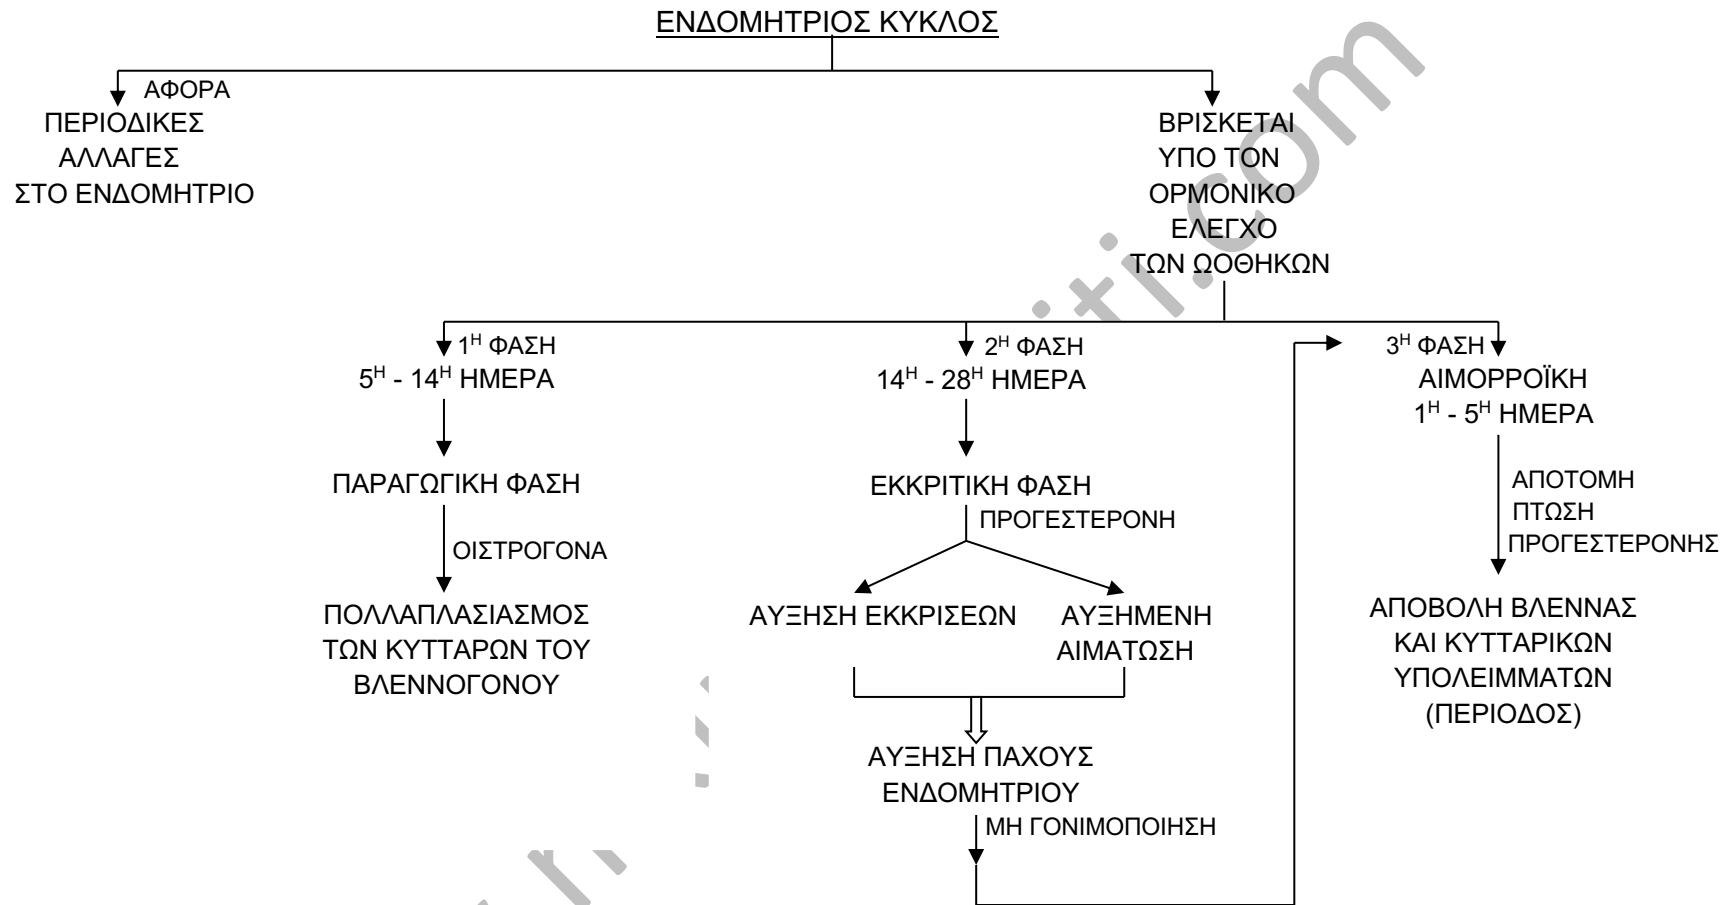 ΕΝΔΟΜΗΤΡΙΟΣ ΚΥΚΛΟΣ
ΑΦΟΡΑ
ΠΕΡΙΟΔΙΚΕΣ
ΑΛΛΑΓΕΣ
ΣΤΟ ΕΝΔΟΜΗΤΡΙΟ
ΒΡΙΣΚΕΤΑΙ
ΥΠΟ ΤΟΝ
ΟΡΜΟΝΙΚΟ
ΕΛΕΓΧΟ
ΤΩΝ ΩΟΘΗΚΩΝ
1Η ΦΑΣΗ
5Η - 14Η ΗΜΕΡΑ
ΠΑΡΑΓΩΓΙΚΗ ΦΑΣΗ
ΟΙΣΤΡΟΓΟΝΑ
ΠΟΛΛΑΠΛΑΣΙΑΣΜΟΣ
ΤΩΝ ΚΥΤΤΑΡΩΝ ΤΟΥ
ΒΛΕΝΝΟΓΟΝΟΥ
2Η ΦΑΣΗ
14Η - 28Η ΗΜΕΡΑ
ΕΚΚΡΙΤΙΚΗ ΦΑΣΗ
ΠΡΟΓΕΣΤΕΡΟΝΗ
ΑΥΞΗΣΗ ΕΚΚΡΙΣΕΩΝ
ΑΥΞΗΜΕΝΗ
ΑΙΜΑΤΩΣΗ
ΑΥΞΗΣΗ ΠΑΧΟΥΣ
ΕΝΔΟΜΗΤΡΙΟΥ
ΜΗ ΓΟΝΙΜΟΠΟΙΗΣΗ
3Η ΦΑΣΗ
ΑΙΜΟΡΡΟΪΚΗ
1Η - 5Η ΗΜΕΡΑ
ΑΠΟΤΟΜΗ
ΠΤΩΣΗ
ΠΡΟΓΕΣΤΕΡΟΝΗΣ
ΑΠΟΒΟΛΗ ΒΛΕΝΝΑΣ
ΚΑΙ ΚΥΤΤΑΡΙΚΩΝ
ΥΠΟΛΕΙΜΜΑΤΩΝ
(ΠΕΡΙΟΔΟΣ)